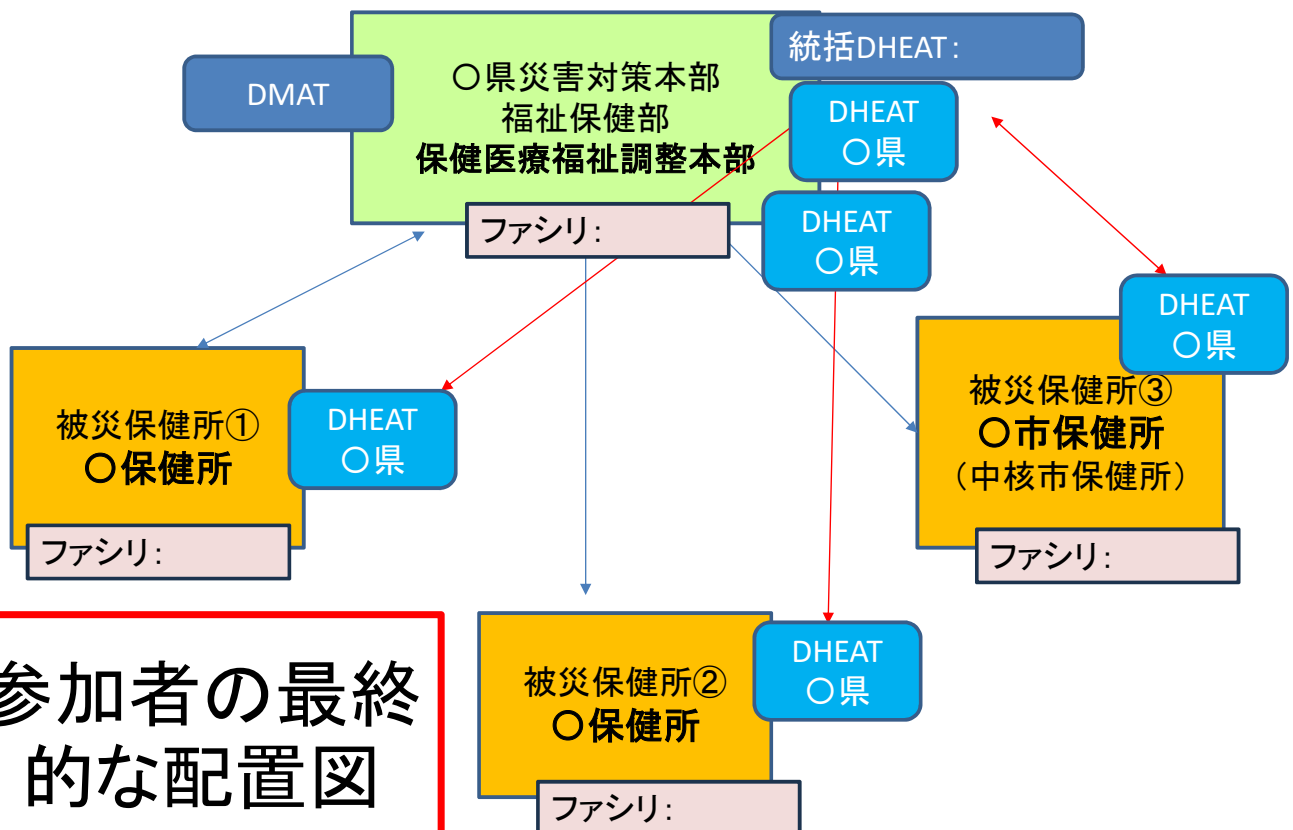 統括DHEAT：
DMAT
〇県災害対策本部
福祉保健部
保健医療福祉調整本部
DHEAT
〇県
DHEAT
〇県
ファシリ：
DHEAT
〇県
被災保健所①
〇保健所
DHEAT
〇県
ファシリ：
被災保健所③
〇市保健所
（中核市保健所）
ファシリ：
被災保健所②
〇保健所
DHEAT
〇県
ファシリ：
参加者の最終
的な配置図